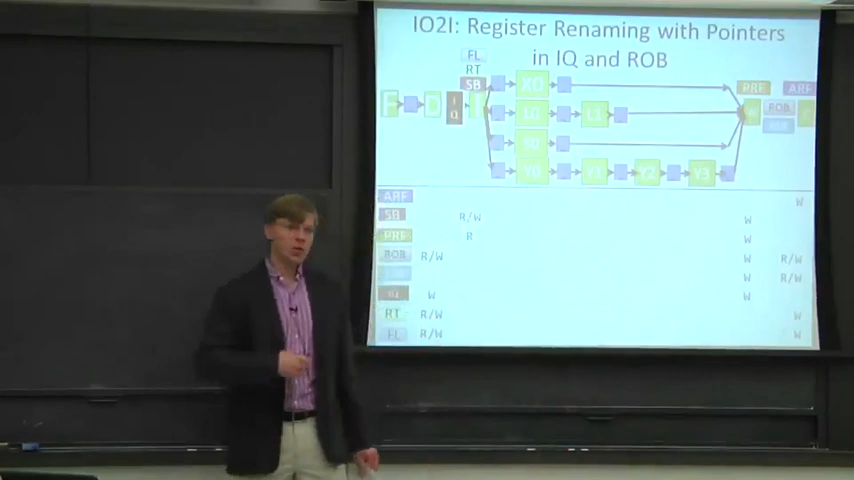 IO2I: Register Renaming with Pointers
in IQ and ROB
FL
RT
SB
X0
PRF ARF
F D I Q I
L0 L1
W ROB
S0
Y0 Y1 Y2 Y3
ARF W
SB R/W W
PRF R W
ROB R/W W R/W
W R/W
W W
RT R/W W
FL R/W W